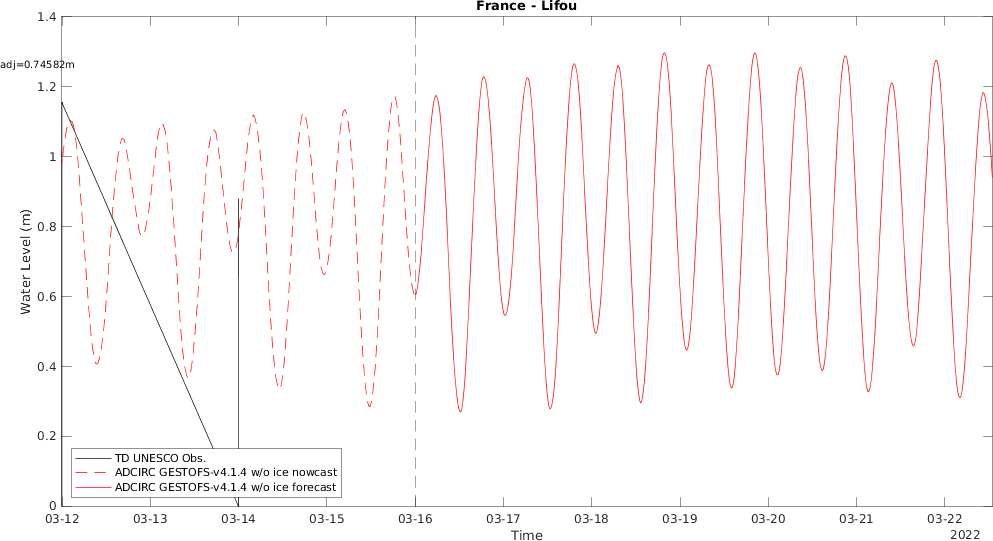 France - Lifou
adj=0.74582m
1.4
1.2
1
0.8
0.6
0.4
0.2
0
Water Level (m)
TD UNESCO Obs.
ADCIRC GESTOFS-v4.1.4 w/o ice nowcast
ADCIRC GESTOFS-v4.1.4 w/o ice forecast
03-12 03-13 03-14 03-15 03-16 03-17 03-18 03-19 03-20 03-21 03-22
Time
2022